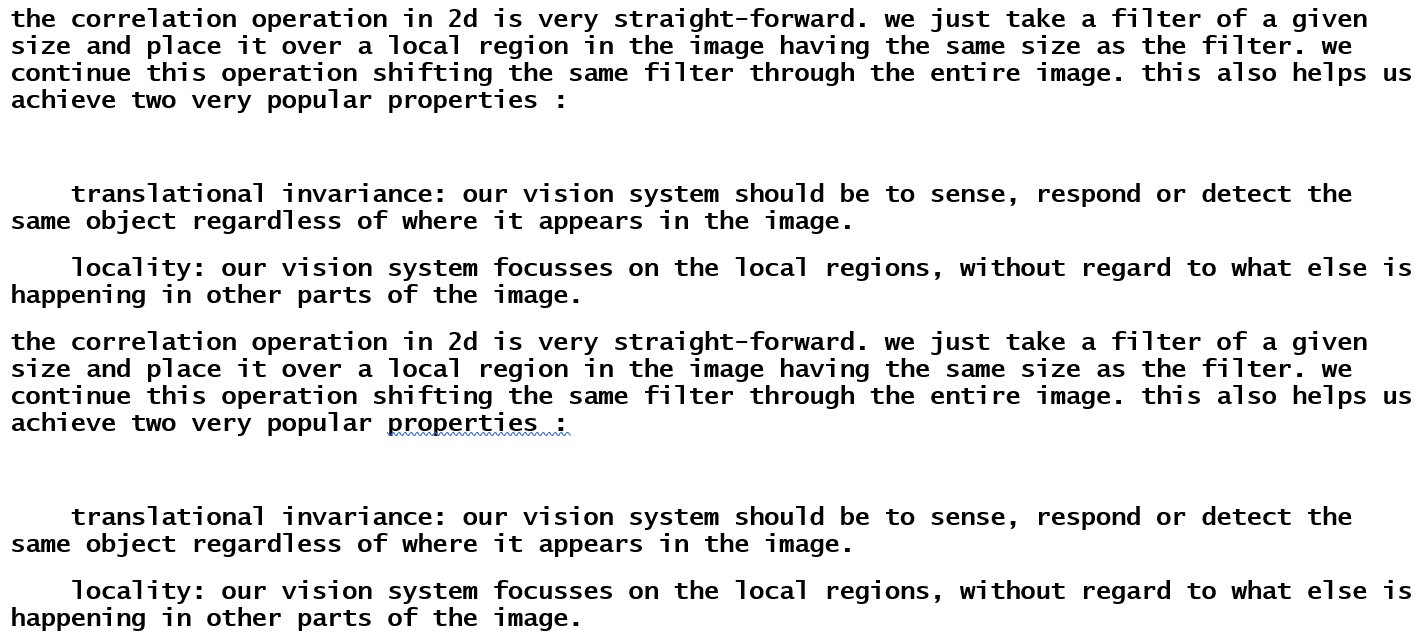 the correlation operation in 2d is very straight-forward. we just take a filter of a given
size and place it over a local region in the image having the same size as the filter. we
continue this operation shifting the same filter through the entire image. this also helps us
achieve two very popular properties :
translational invariance: our vision system should be to sense, respond or detect the
same object regardless of where it appears in the image.
locality: our vision system focusses on the local regions, without regard to what else is
happening in other parts of the image.
the correlation operation in 2d is very straight-forward. we just take a filter of a given
size and place it over a local region in the image having the same size as the filter. we
continue this operation shifting the same filter through the entire image. this also helps us
achieve two very popular properties :
translational invariance: our vision system should be to sense, respond or detect the
same object regardless of where it appears in the image.
locality: our vision system focusses on the local regions, without regard to what else is
happening in other parts of the image.